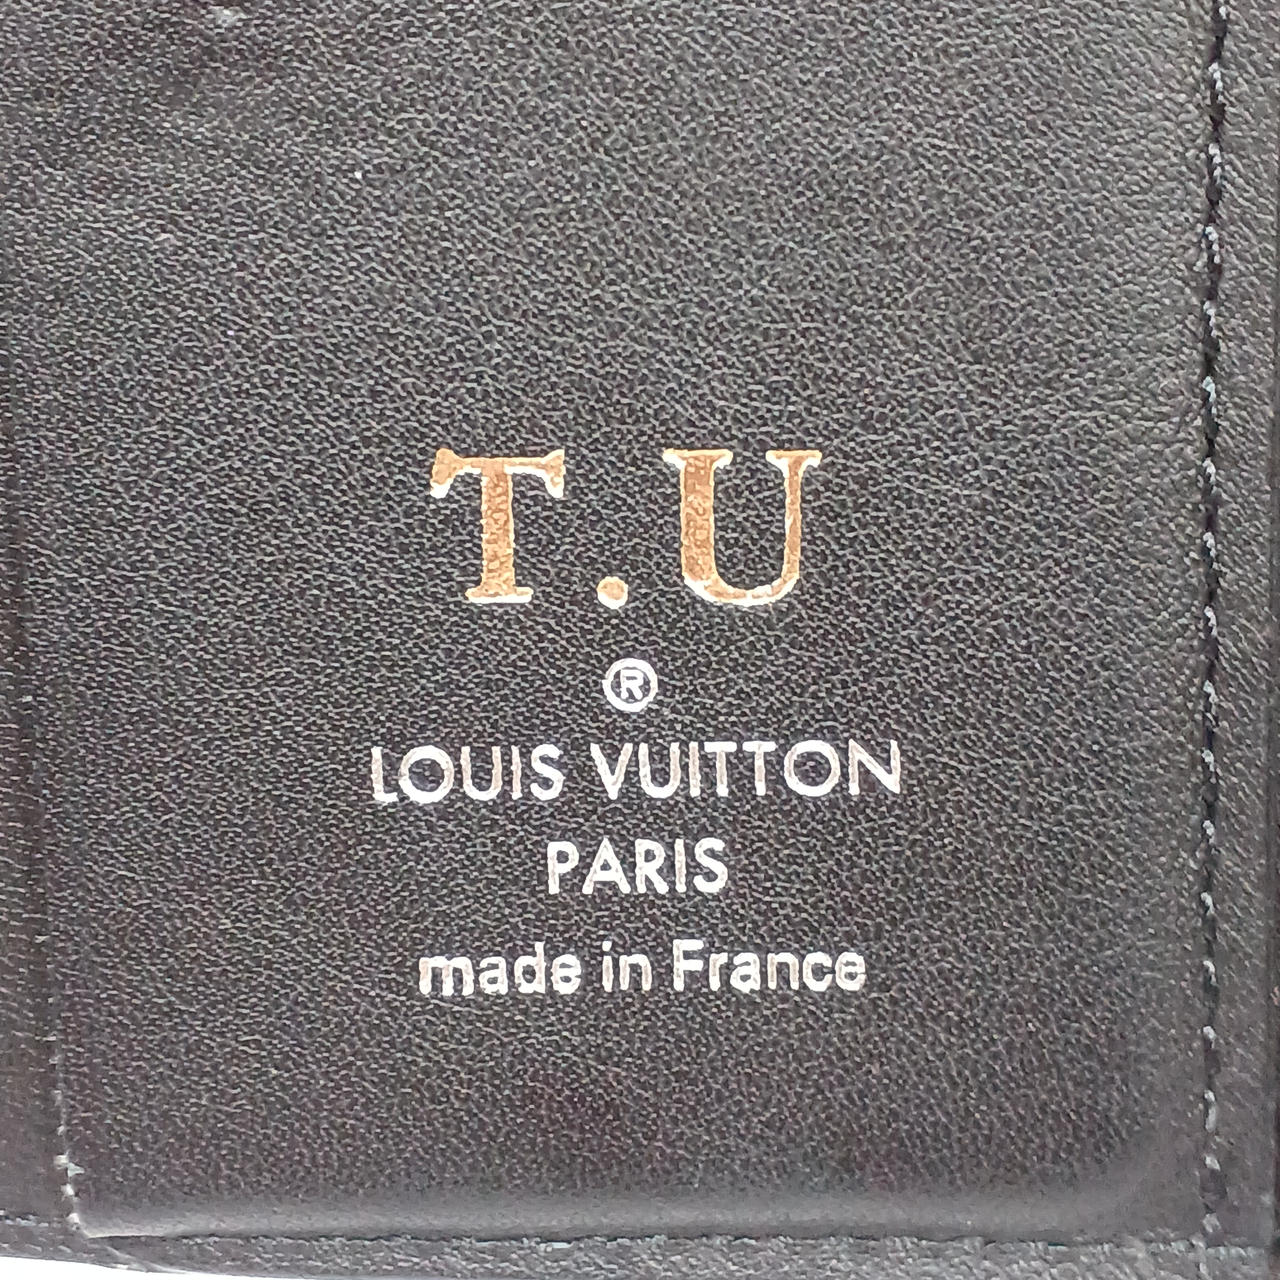 T.U
®
LOUIS VUITTON
PARIS
made in France